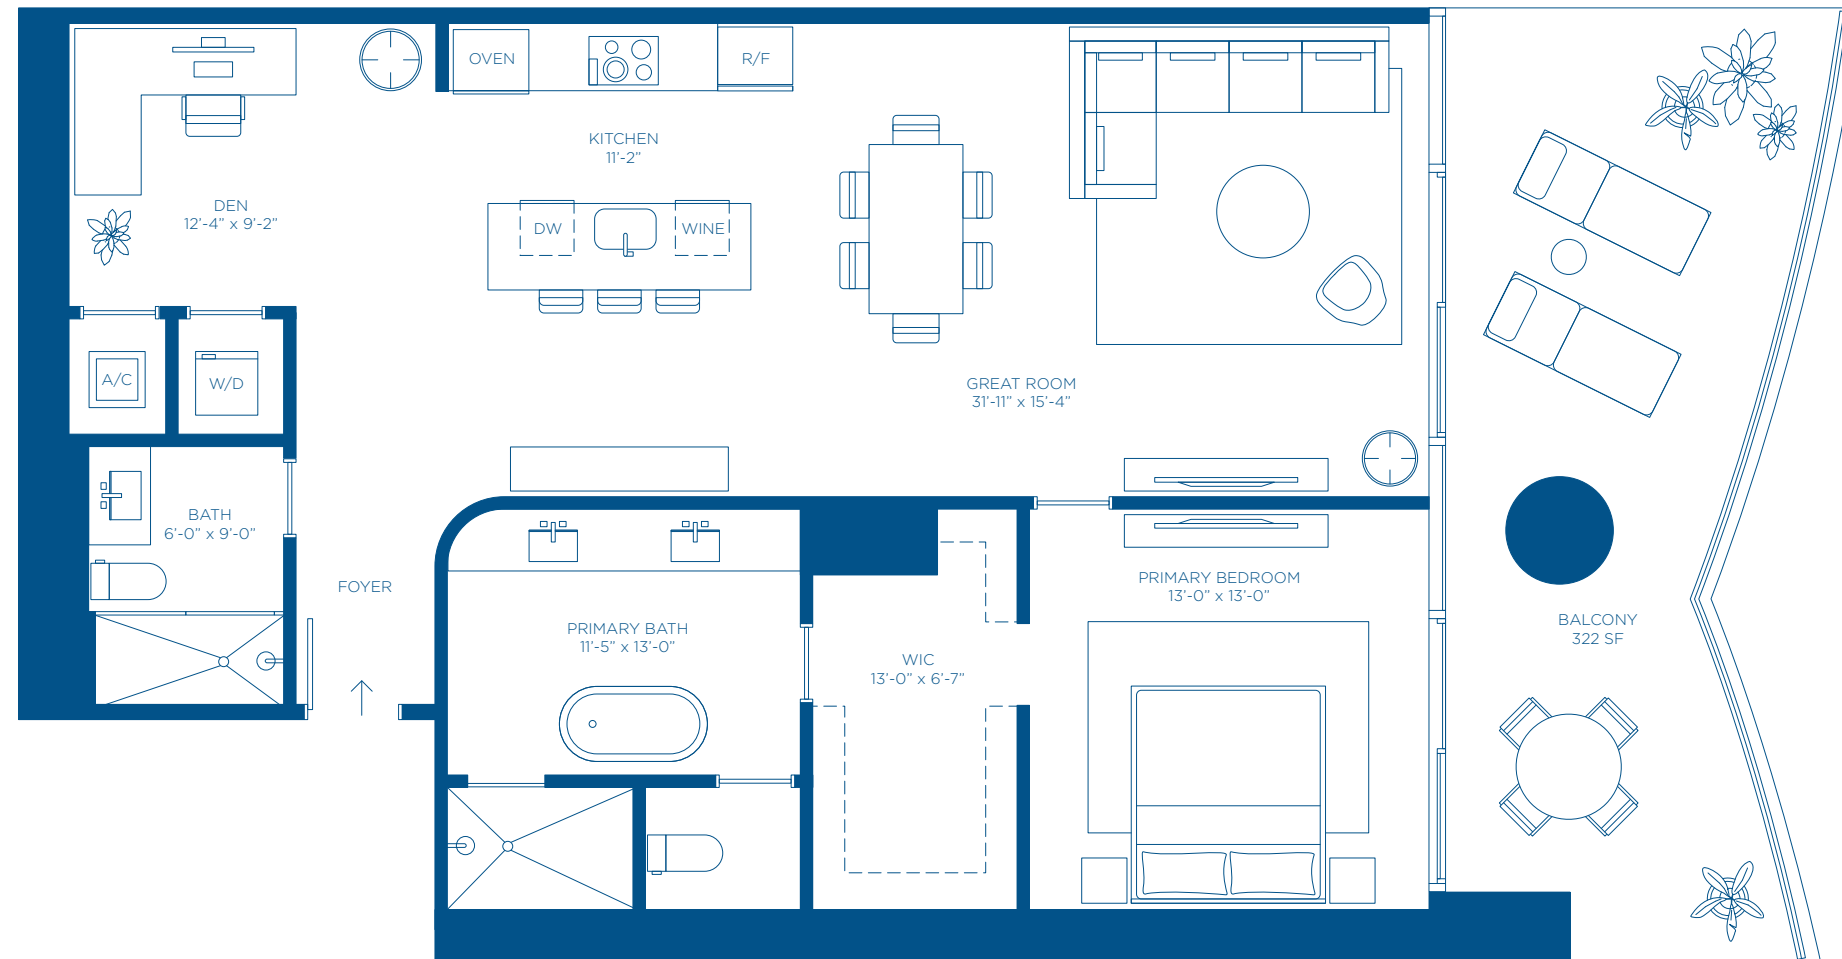 OVEN
R/F
KITCHEN
11'-2”
DEN
12'-4” x 9'-2”
DW
WINE
A/C
W/D
GREAT ROOM
31'-11” x 15'-4”
BATH
6'-0” x 9'-0”
FOYER
PRIMARY BEDROOM
13'-0” x 13'-0”
PRIMARY BATH
11'-5” x 13'-0”
WIC
13'-0” x 6'-7”
BALCONY
322 SF